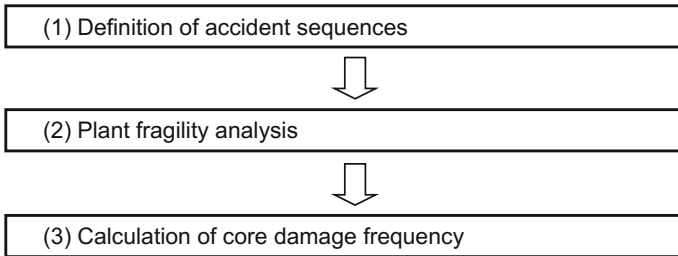 (1) Definition of accident sequences
(2) Plant fragility analysis
(3) Calculation of core damage frequency